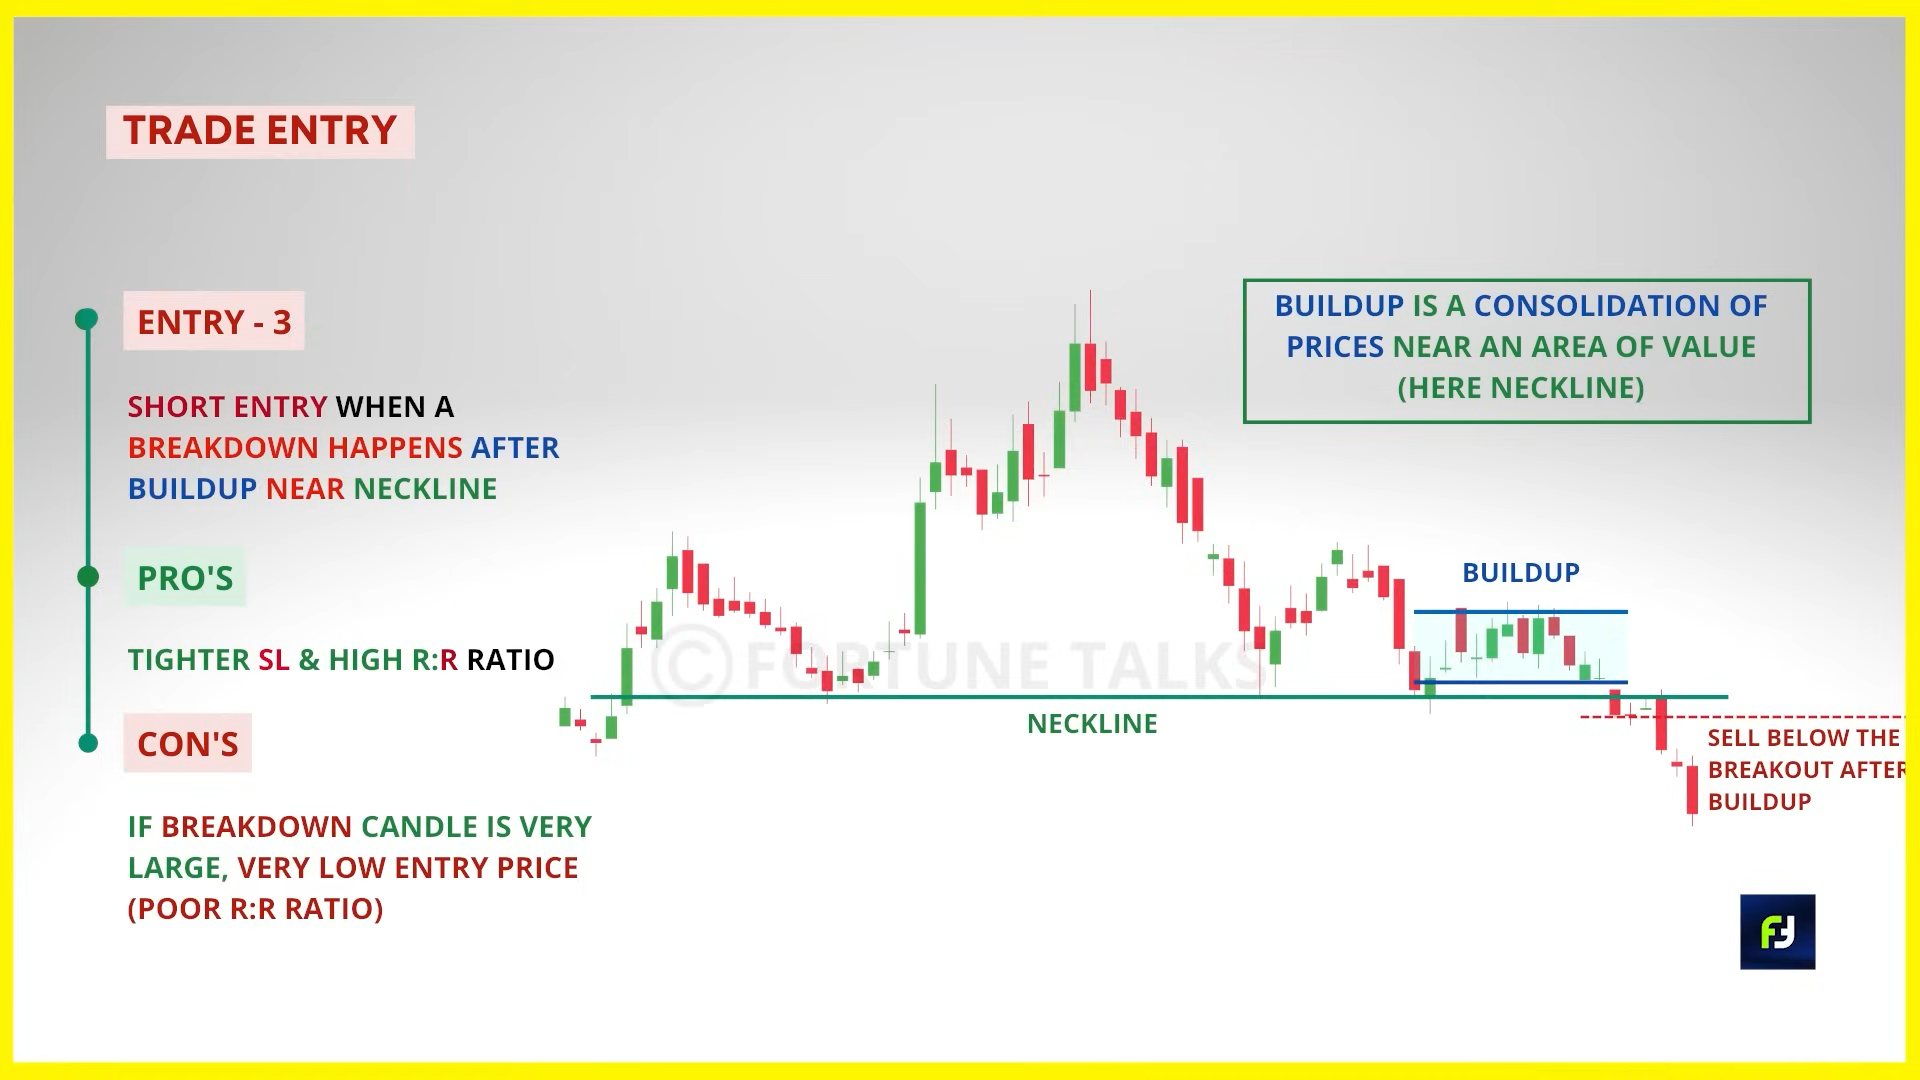 TRADE ENTRY
ENTRY - 3
SHORT ENTRY WHEN A
BREAKDOWN HAPPENS AFTER
BUILDUP NEAR NECKLINE
PRO'S
TIGHTER SL & HIGH R:R RATIO
CON'S
IF BREAKDOWN CANDLE IS VERY
LARGE, VERY LOW ENTRY PRICE
(POOR R:R RATIO)
BUILDUP IS A CONSOLIDATION OF
PRICES NEAR AN AREA OF VALUE
(HERE NECKLINE)
BUILDUP
© FORTUNE TALKS
NECKLINE
SELL BELOW THE
BREAKOUT AFTER
BUILDUP